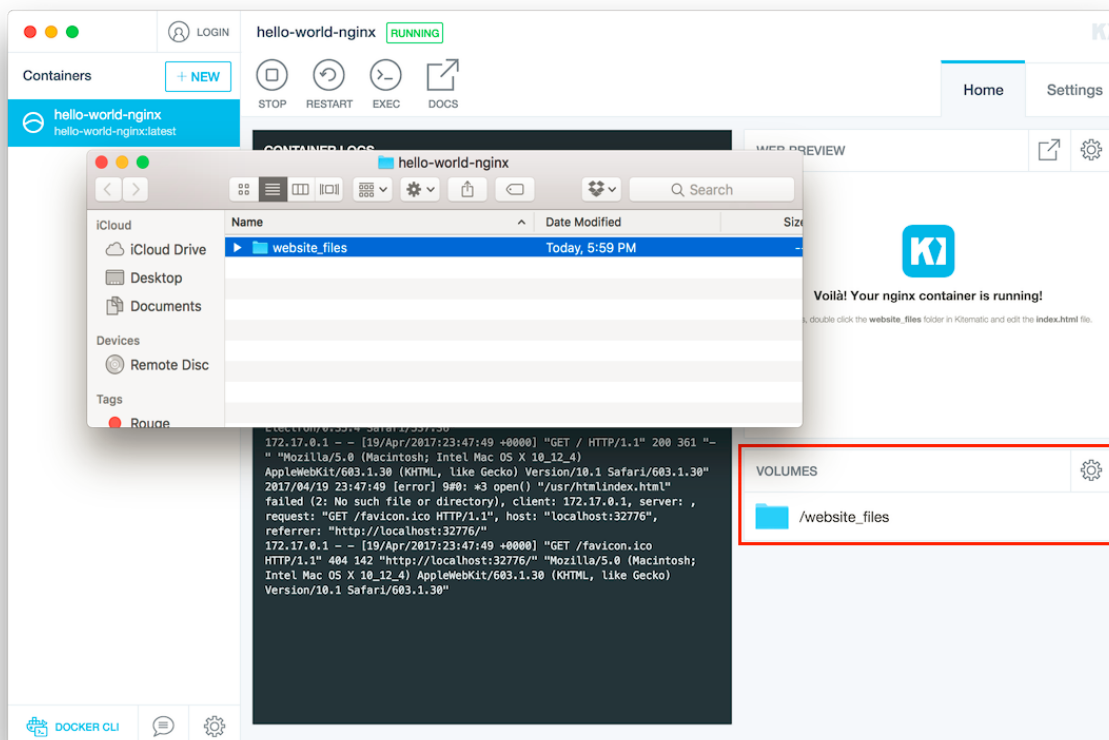 LOGIN
hello-world-nginx RUNNING
Containers
+ NEW
STOP RESTART EXEC DOCS
Home Settings
hello-world-nginx
hello-world-nginx:latest
CONTAINER LOGS
WEB PREVIEW
hello-world-nginx
Search
iCloud
iCloud Drive
Desktop
Documents
Devices
Remote Disc
Tags
Rouge
Name Date Modified Size
website_files Today, 5:59 PM --
Voilà! Your nginx container is running!
s, double click the website_files folder in Kitematic and edit the index.html file.
Electron/0.35.4 Safari/537.36
172.17.0.1 - - [19/Apr/2017:23:47:49 +0000] "GET / HTTP/1.1" 200 361 "-
" "Mozilla/5.0 (Macintosh; Intel Mac OS X 10_12_4)
AppleWebKit/603.1.30 (KHTML, like Gecko) Version/10.1 Safari/603.1.30"
2017/04/19 23:47:49 [error] 9#0: *3 open() "/usr/htmlindex.html"
failed (2: No such file or directory), client: 172.17.0.1, server: ,
request: "GET /favicon.ico HTTP/1.1", host: "localhost:32776",
referrer: "http://localhost:32776/"
172.17.0.1 - - [19/Apr/2017:23:47:49 +0000] "GET /favicon.ico
HTTP/1.1" 404 142 "http://localhost:32776/" "Mozilla/5.0 (Macintosh;
Intel Mac OS X 10_12_4) AppleWebKit/603.1.30 (KHTML, like Gecko)
Version/10.1 Safari/603.1.30"
VOLUMES
/website_files
DOCKER CLI